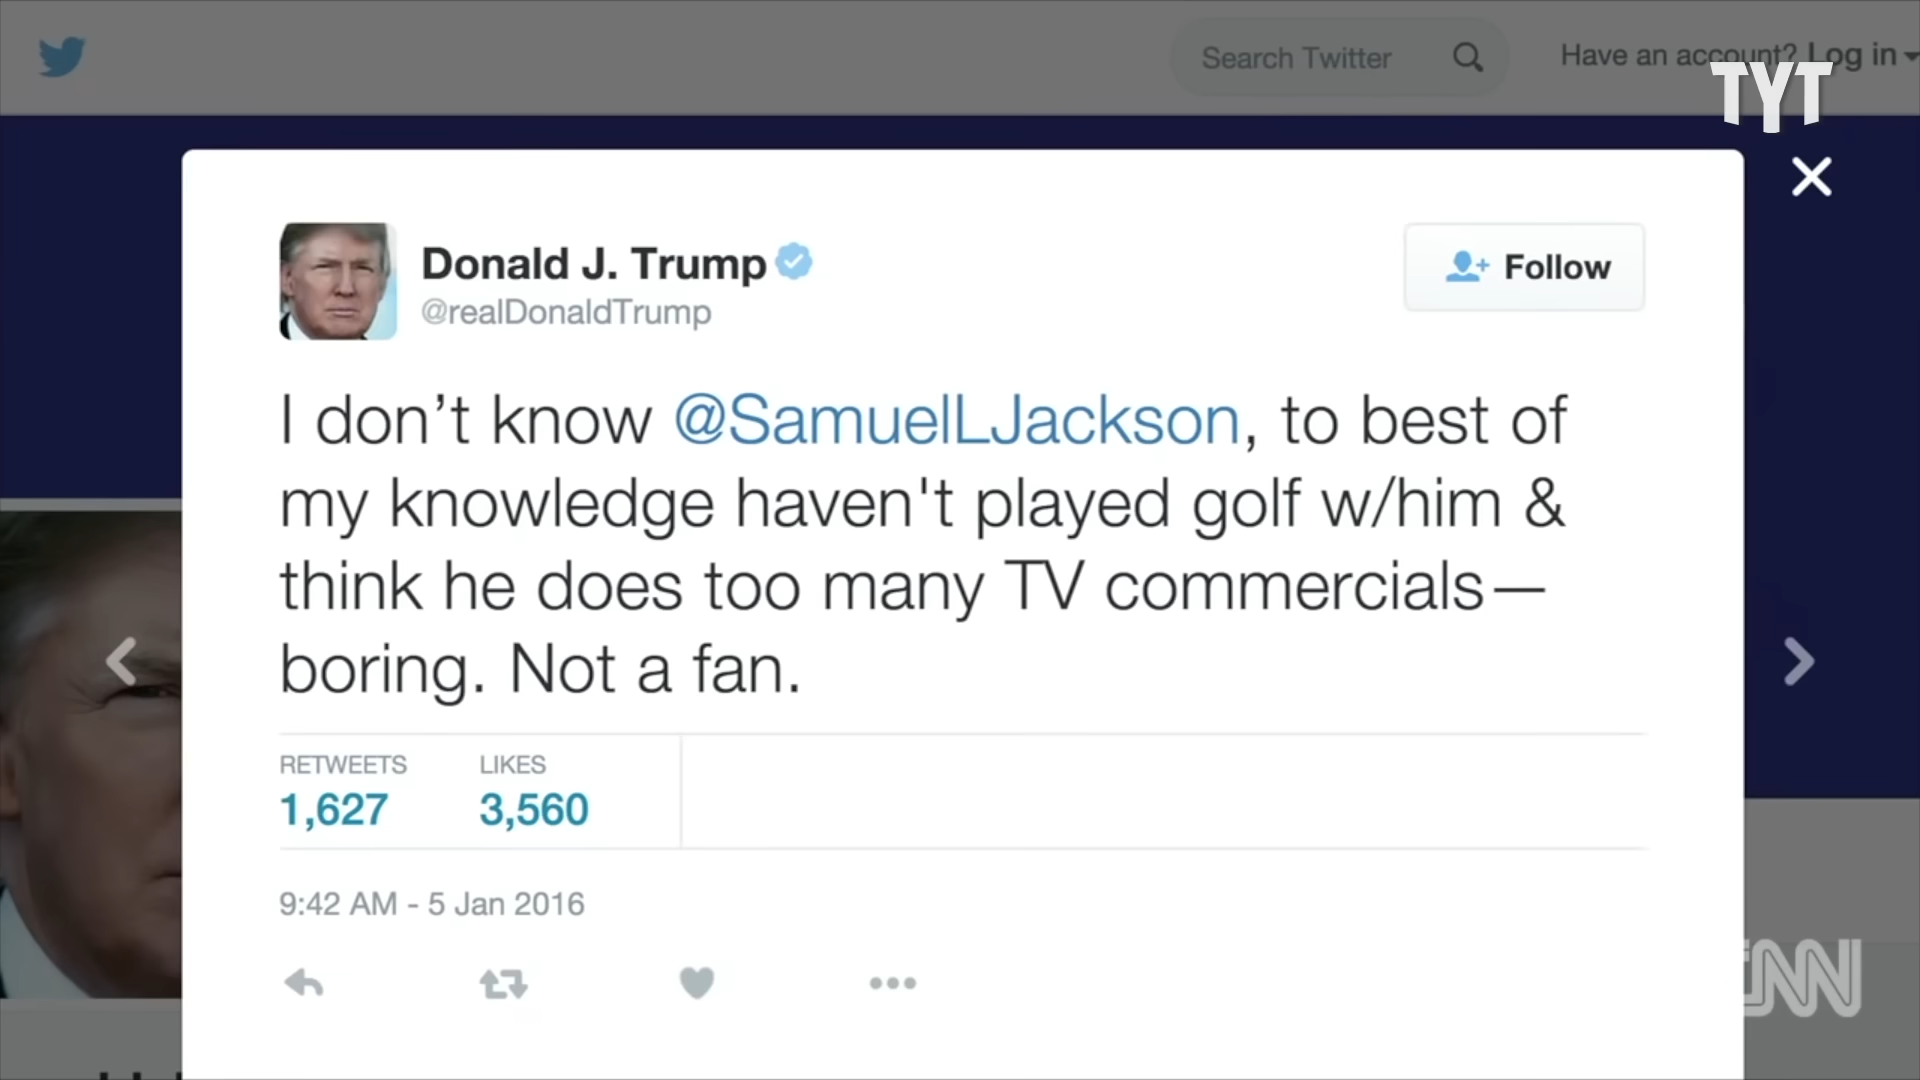 Search Twitter
Have an account? Log in
TYT
Donald J. Trump
@realDonaldTrump
Follow
I don’t know @SamuelLJackson, to best of
my knowledge haven't played golf w/him &
think he does too many TV commercials—
boring. Not a fan.
RETWEETS LIKES
1,627 3,560
9:42 AM - 5 Jan 2016
CNN